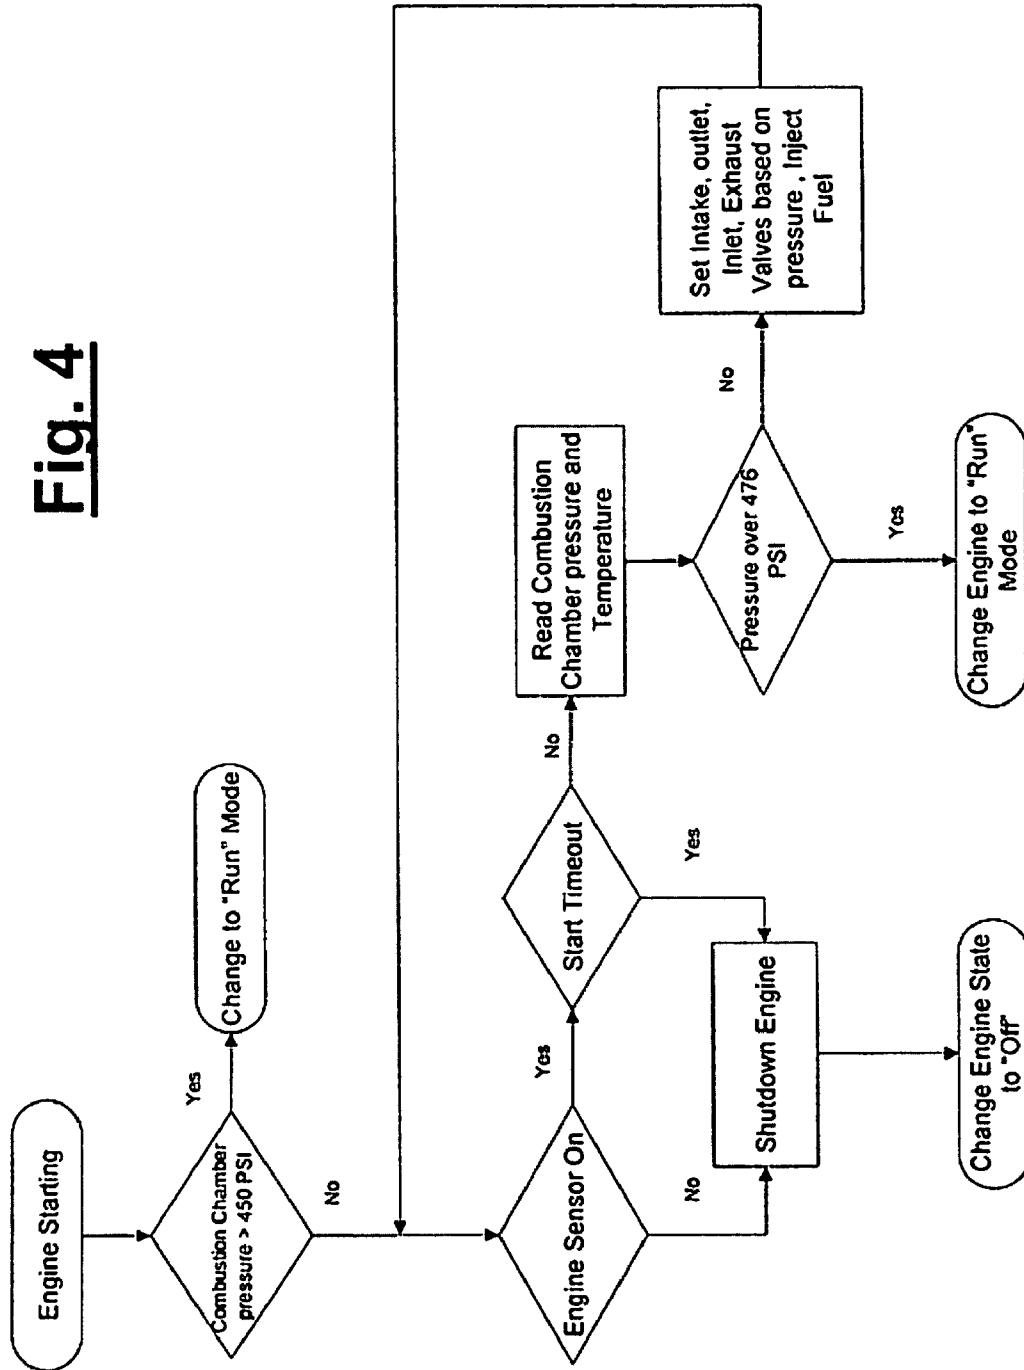 Fig. 4
Engine Starting
Combustion Chamber
pressure > 450 PSI
Yes
Change to "Run" Mode
No
Engine Sensor On
Yes
Start Timeout
No
Read Combustion
Chamber pressure and
Temperature
No
Yes
Shutdown Engine
Change Engine State
to "Off"
Pressure over 476
PSI
No
Set Intake, outlet,
Inlet, Exhaust
Valves based on
pressure , Inject
Fuel
Yes
Change Engine to "Run"
Mode